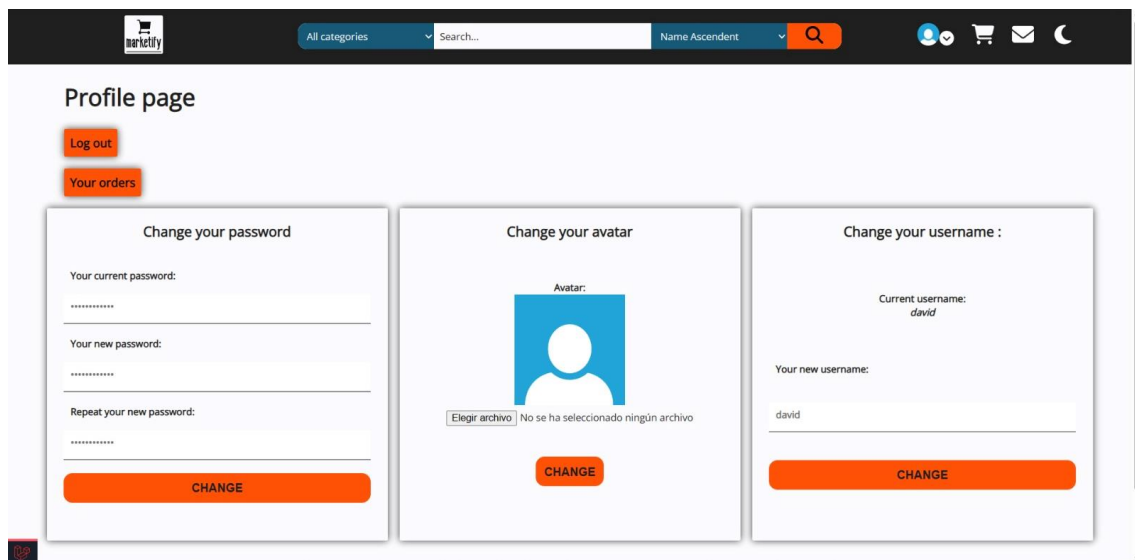 marketify
All categories
Search...
Name Ascendent
Profile page
Log out
Your orders
Change your password
Your current password:
••••••••••••
Your new password:
••••••••••••
Repeat your new password:
••••••••••••
CHANGE
Change your avatar
Avatar:
Elegir archivo No se ha seleccionado ningún archivo
CHANGE
Change your username :
Current username:
david
Your new username:
david
CHANGE